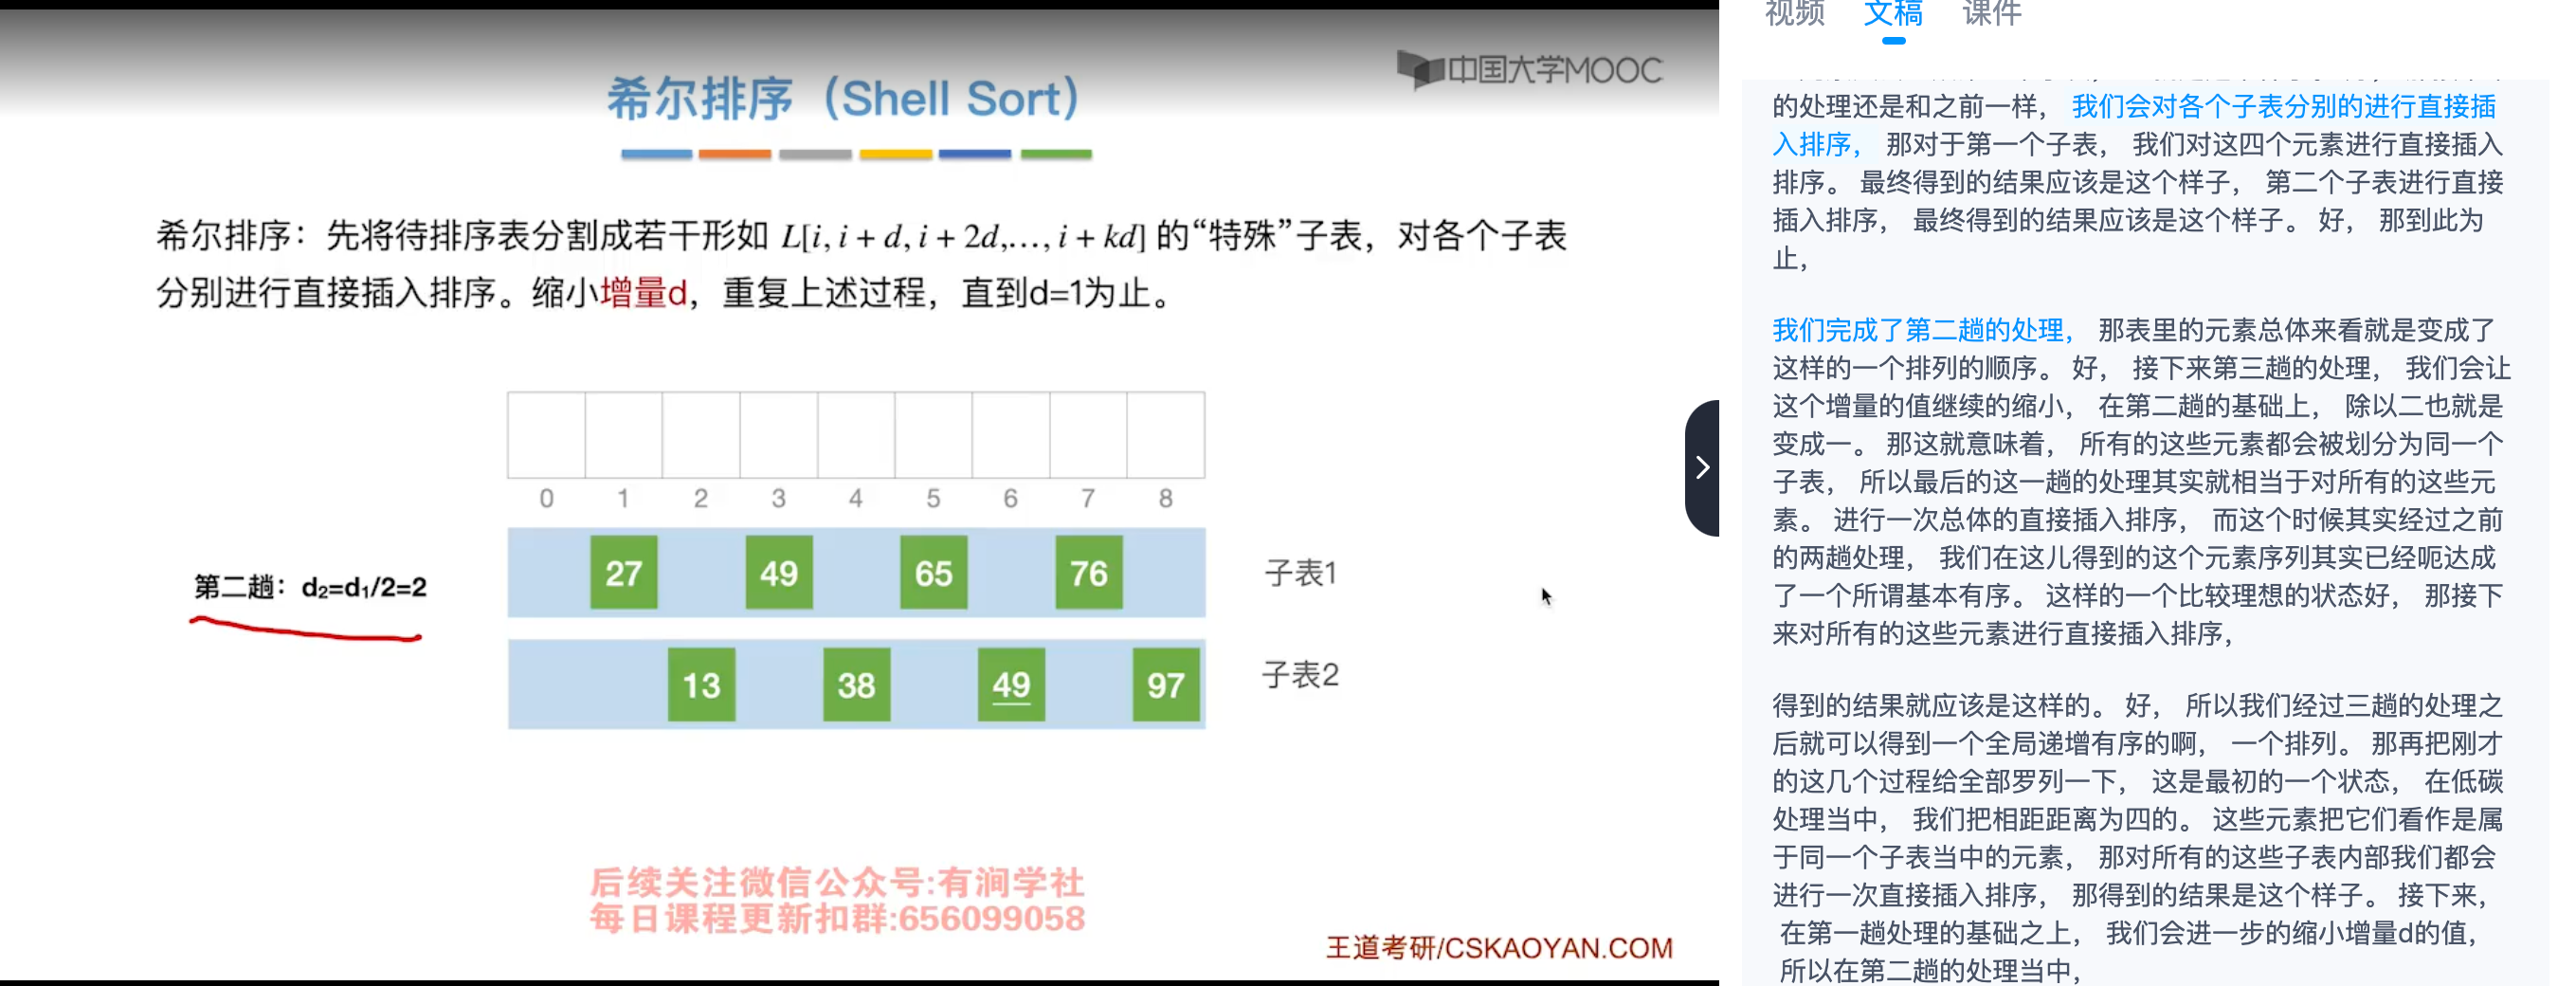 中国大学MOOC
希尔排序（Shell Sort）
希尔排序：先将待排序表分割成若干形如 L[i, i + d, i + 2d,…, i + kd] 的“特殊”子表，对各个子表
分别进行直接插入排序。缩小增量d，重复上述过程，直到d=1为止。
0 1 2 3 4 5 6 7 8
第二趟：d₂=d₁/2=2
27 49 65 76 子表1
13 38 49 97 子表2
后续关注微信公众号:有涧学社
每日课程更新扣群:656099058
王道考研/CSKAOYAN.COM
视频 文稿 课件
的处理还是和之前一样， 我们会对各个子表分别的进行直接插
入排序， 那对于第一个子表， 我们对这四个元素进行直接插入
排序。 最终得到的结果应该是这个样子， 第二个子表进行直接
插入排序， 最终得到的结果应该是这个样子。 好， 那到此为
止，
我们完成了第二趟的处理， 那表里的元素总体来看就是变成了
这样的一个排列的顺序。 好， 接下来第三趟的处理， 我们会让
这个增量的值继续的缩小， 在第二趟的基础上， 除以二也就是
变成一。 那这就意味着， 所有的这些元素都会被划分为同一个
子表， 所以最后的这一趟的处理其实就相当于对所有的这些元
素。 进行一次总体的直接插入排序， 而这个时候其实经过之前
的两趟处理， 我们在这儿得到的这个元素序列其实已经呃达成
了一个所谓基本有序。 这样的一个比较理想的状态好， 那接下
来对所有的这些元素进行直接插入排序，
得到的结果就应该是这样的。 好， 所以我们经过三趟的处理之
后就可以得到一个全局递增有序的啊， 一个排列。 那再把刚才
的这几个过程给全部罗列一下， 这是最初的一个状态， 在低碳
处理当中， 我们把相距距离为四的。 这些元素把它们看作是属
于同一个子表当中的元素， 那对所有的这些子表内部我们都会
进行一次直接插入排序， 那得到的结果是这个样子。 接下来，
在第一趟处理的基础之上， 我们会进一步的缩小增量d的值，
所以在第二趟的处理当中，